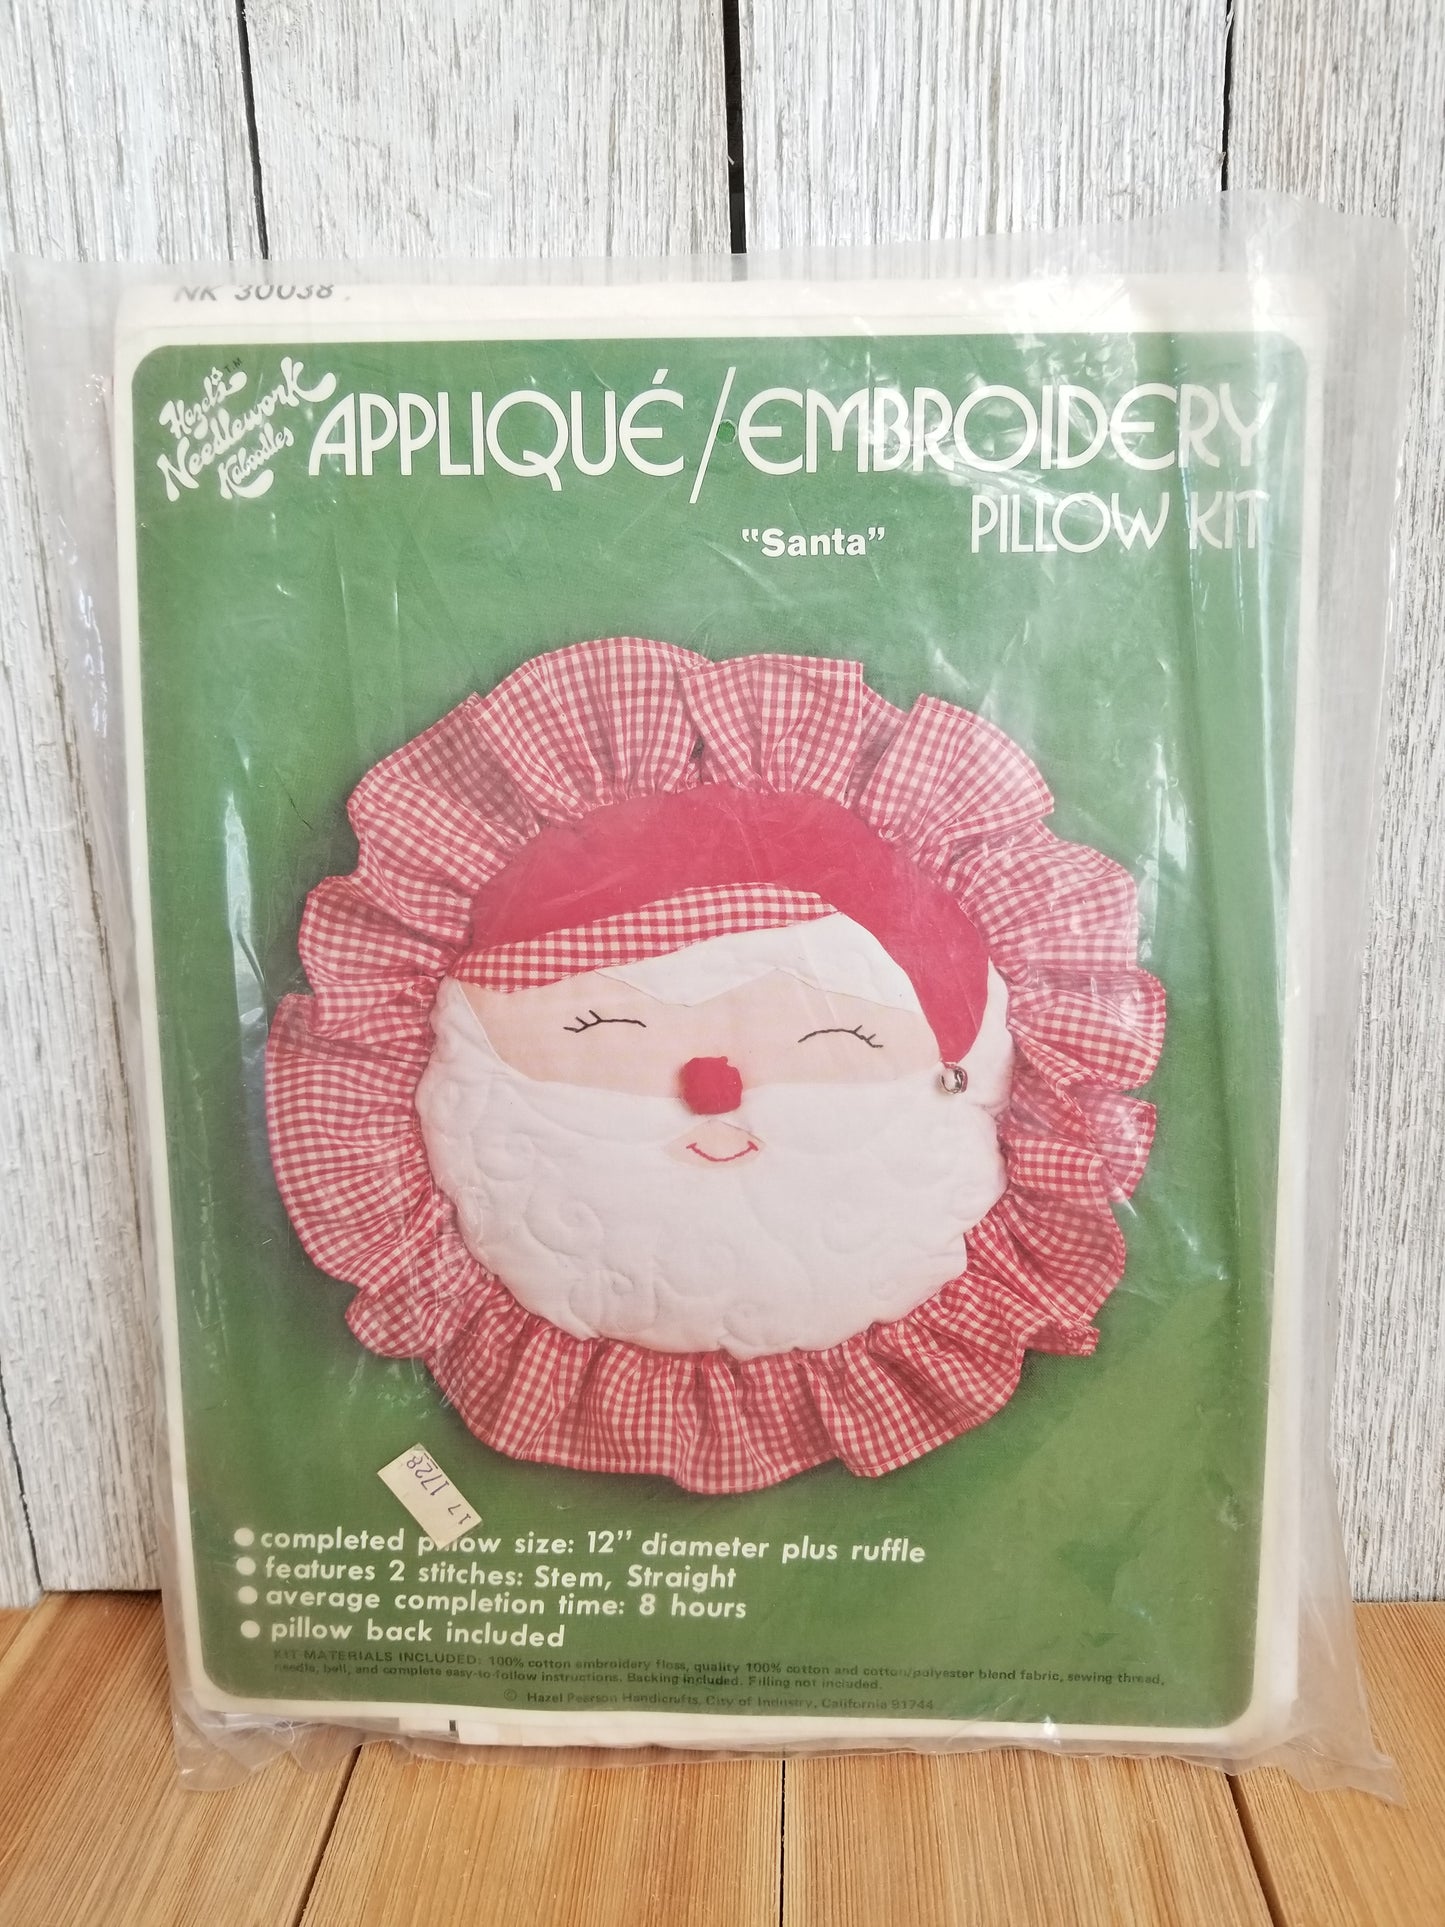 NK 30038
Hazel's TM
Needlework
Kaboodles
APPLIQUÉ/EMBROIDERY
PILLOW KIT
"Santa"
17 1728
● completed pillow size: 12" diameter plus ruffle
● features 2 stitches: Stem, Straight
● average completion time: 8 hours
● pillow back included
KIT MATERIALS INCLUDED: 100% cotton embroidery floss, quality 100% cotton and cotton/polyester blend fabric, sewing thread,
needle, bell, and complete easy-to-follow instructions. Backing included. Filling not included.
© Hazel Pearson Handicrafts, City of Industry, California 91744